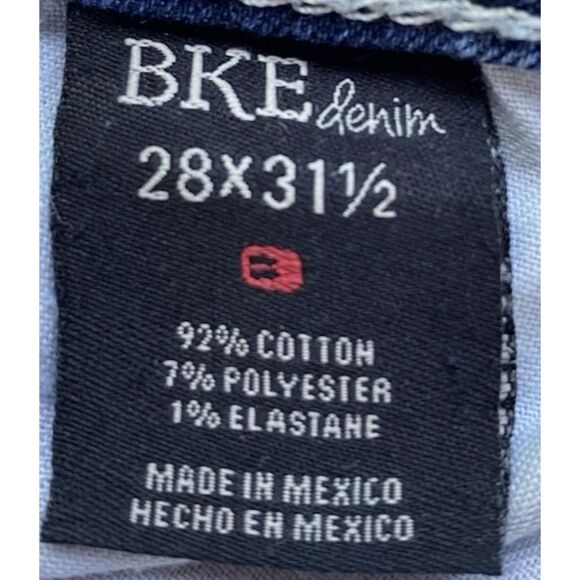 BKE denim
28X31½
B
92% COTTON
7% POLYESTER
1% ELASTANE
MADE IN MEXICO
HECHO EN MEXICO